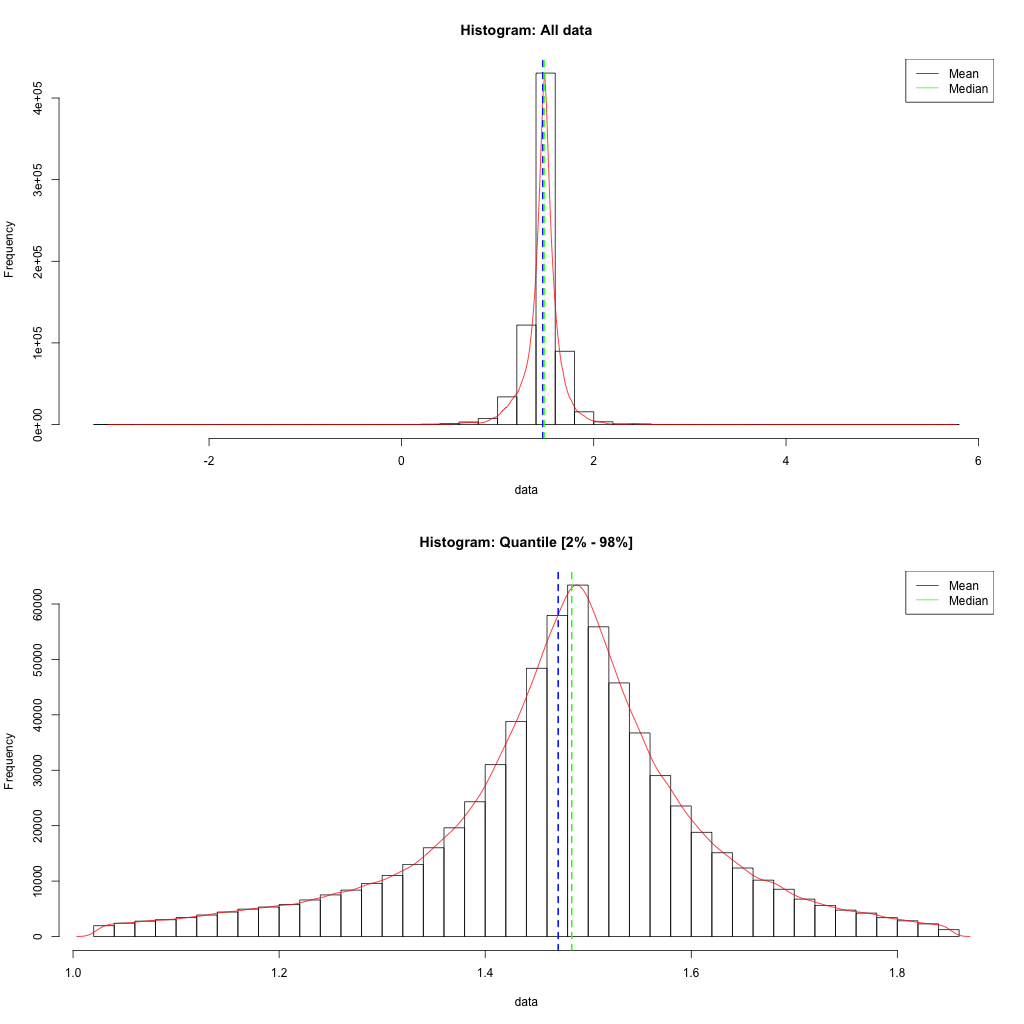 Histogram: All data
Mean
Median
Frequency
0e+00 1e+05 2e+05 3e+05 4e+05
-2 0 2 4 6
data
Histogram: Quantile [2% - 98%]
Mean
Median
Frequency
0 10000 20000 30000 40000 50000 60000
1.0 1.2 1.4 1.6 1.8
data